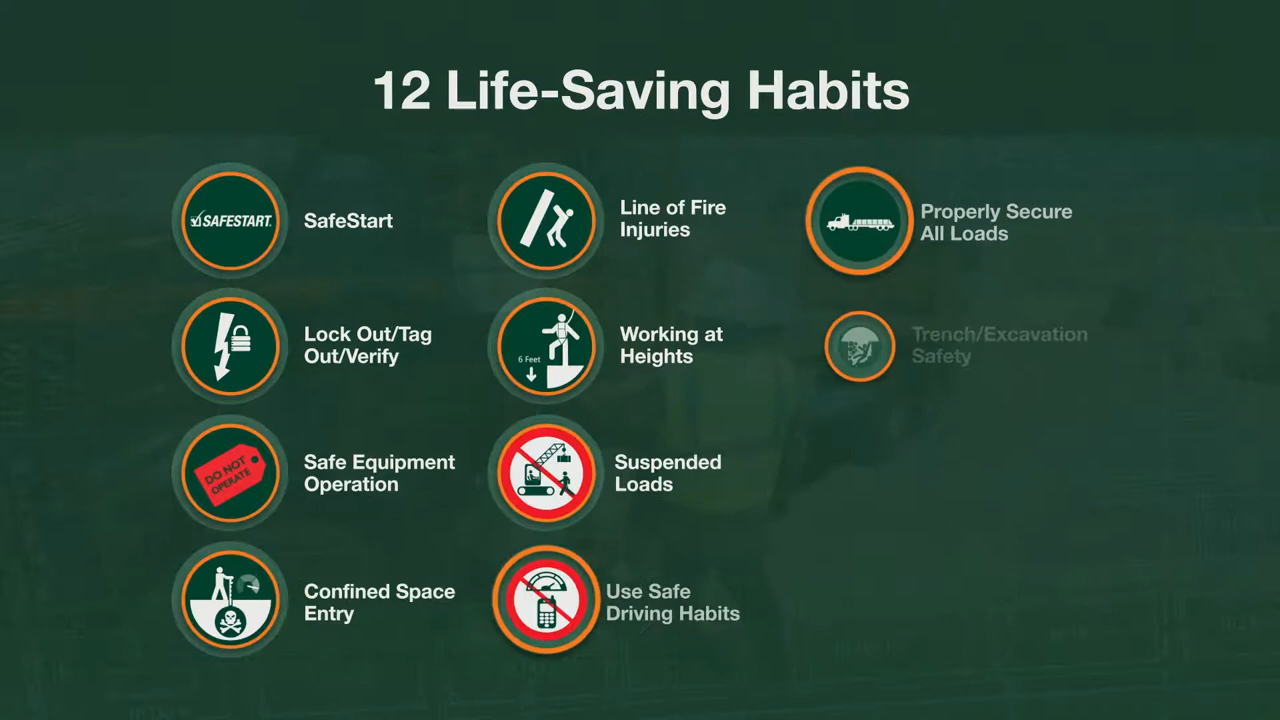 12 Life-Saving Habits
SAFESTART
SafeStart
Lock Out/Tag
Out/Verify
DO NOT
OPERATE
Safe Equipment
Operation
Confined Space
Entry
Line of Fire
Injuries
6 Feet
Working at
Heights
Suspended
Loads
Use Safe
Driving Habits
Properly Secure
All Loads
Trench/Excavation
Safety